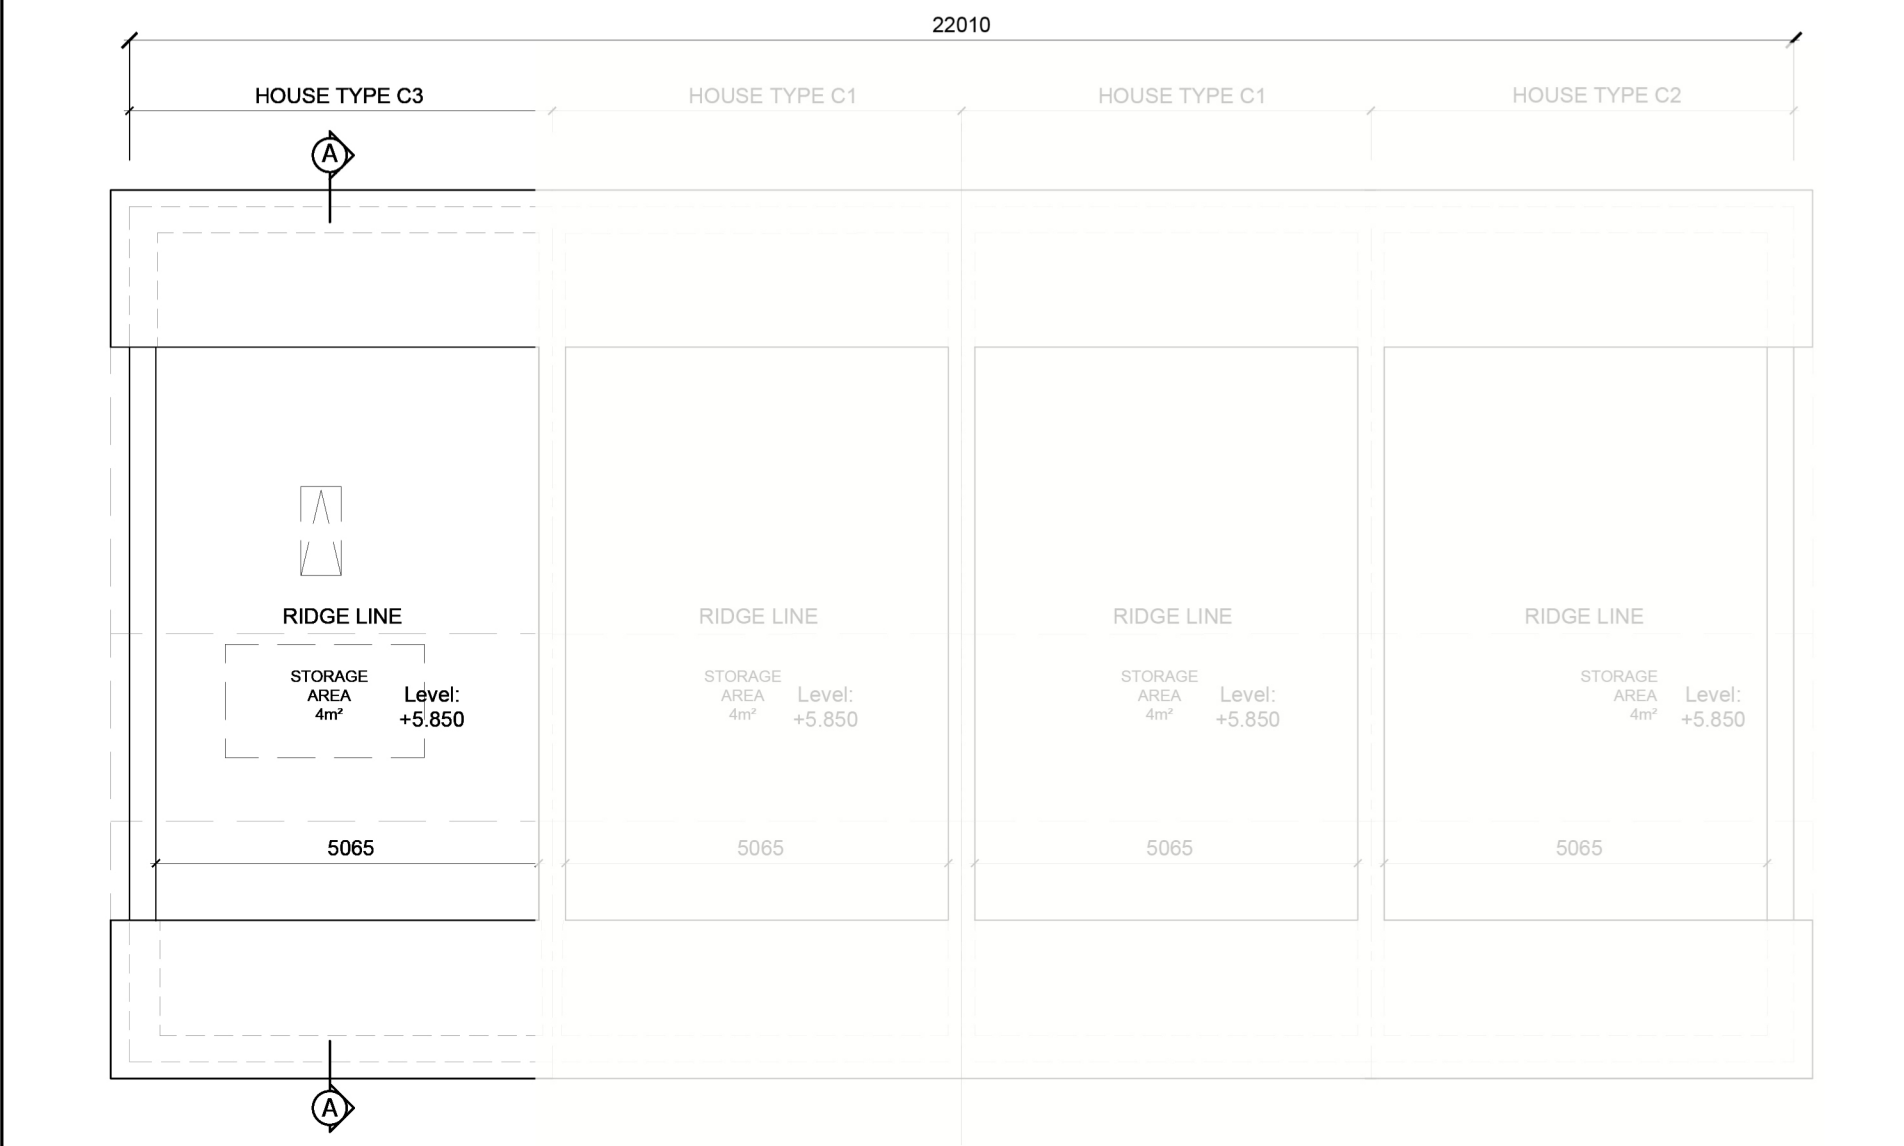 22010
HOUSE TYPE C3
HOUSE TYPE C1
HOUSE TYPE C1
HOUSE TYPE C2
A
RIDGE LINE
RIDGE LINE
RIDGE LINE
RIDGE LINE
STORAGE
AREA
4m²
Level:
+5.850
STORAGE
AREA
4m²
Level:
+5.850
STORAGE
AREA
4m²
Level:
+5.850
STORAGE
AREA
4m²
Level:
+5.850
5065
5065
5065
5065
A